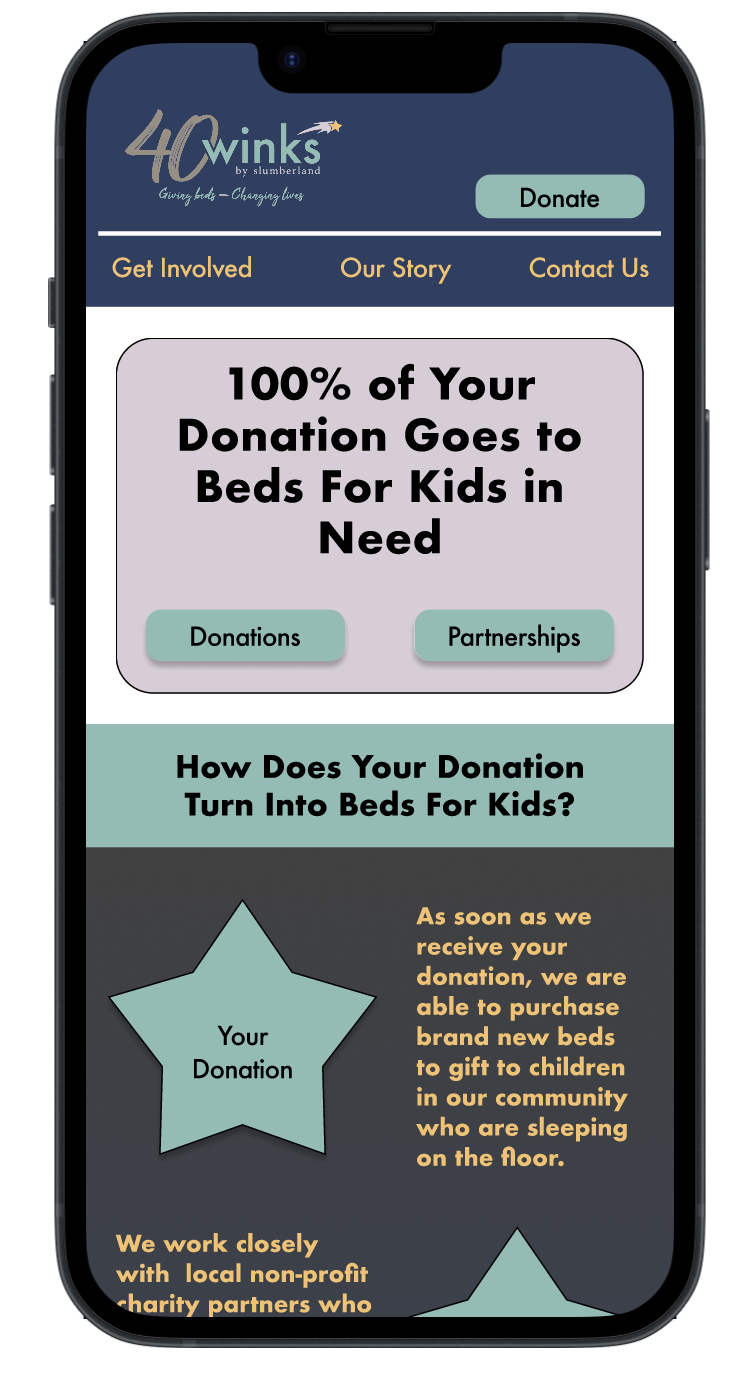 40winks
by slumberland
Giving beds — Changing lives
Donate
Get Involved
Our Story
Contact Us
100% of Your
Donation Goes to
Beds For Kids in
Need
Donations
Partnerships
How Does Your Donation
Turn Into Beds For Kids?
Your
Donation
As soon as we
receive your
donation, we are
able to purchase
brand new beds
to gift to children
in our community
who are sleeping
on the floor.
We work closely
with  local non-profit
charity partners who